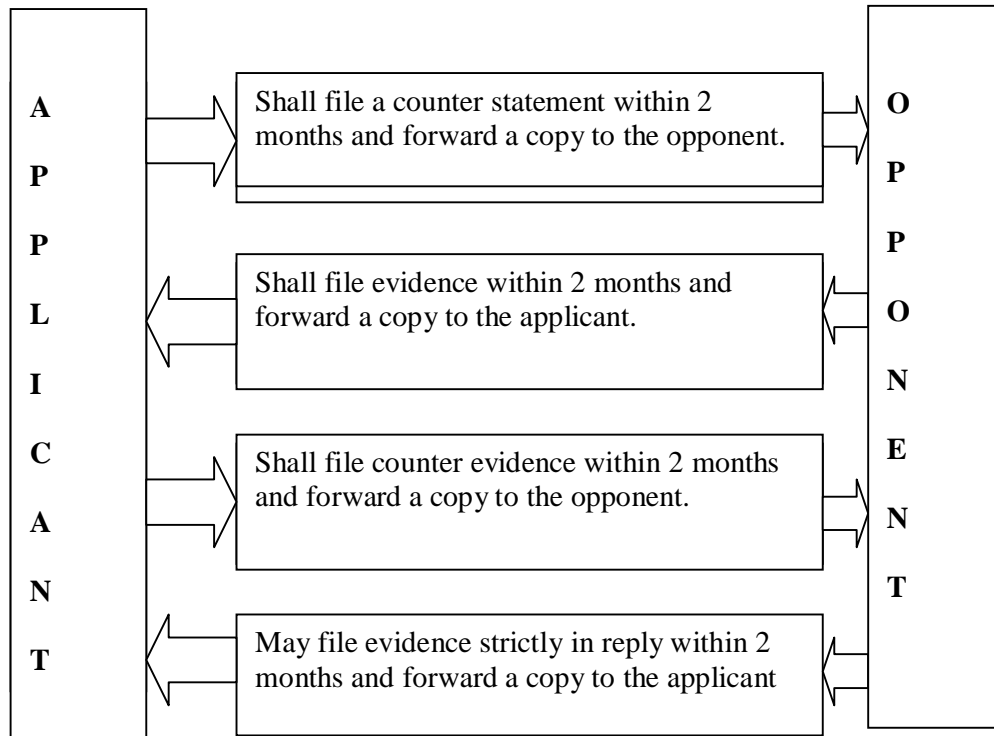 APPLICANT
Shall file a counter statement within 2
months and forward a copy to the opponent.
Shall file evidence within 2 months and
forward a copy to the applicant.
Shall file counter evidence within 2 months
and forward a copy to the opponent.
May file evidence strictly in reply within 2
months and forward a copy to the applicant
OPPONENT